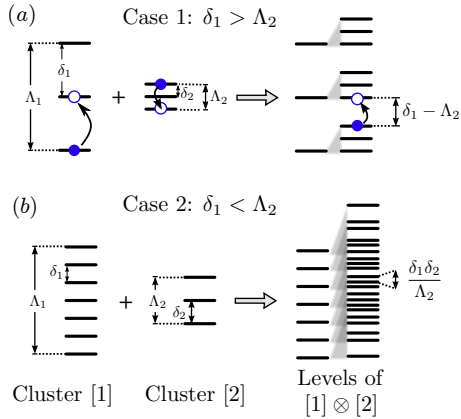 (a) Case 1: δ₁ > Λ₂
Λ₁ δ₁ + δ₂ Λ₂ δ₁ − Λ₂
(b) Case 2: δ₁ < Λ₂
Λ₁ δ₁ + Λ₂ δ₂ δ₁δ₂
Λ₂
Cluster [1] Cluster [2] Levels of
[1] ⊗ [2]